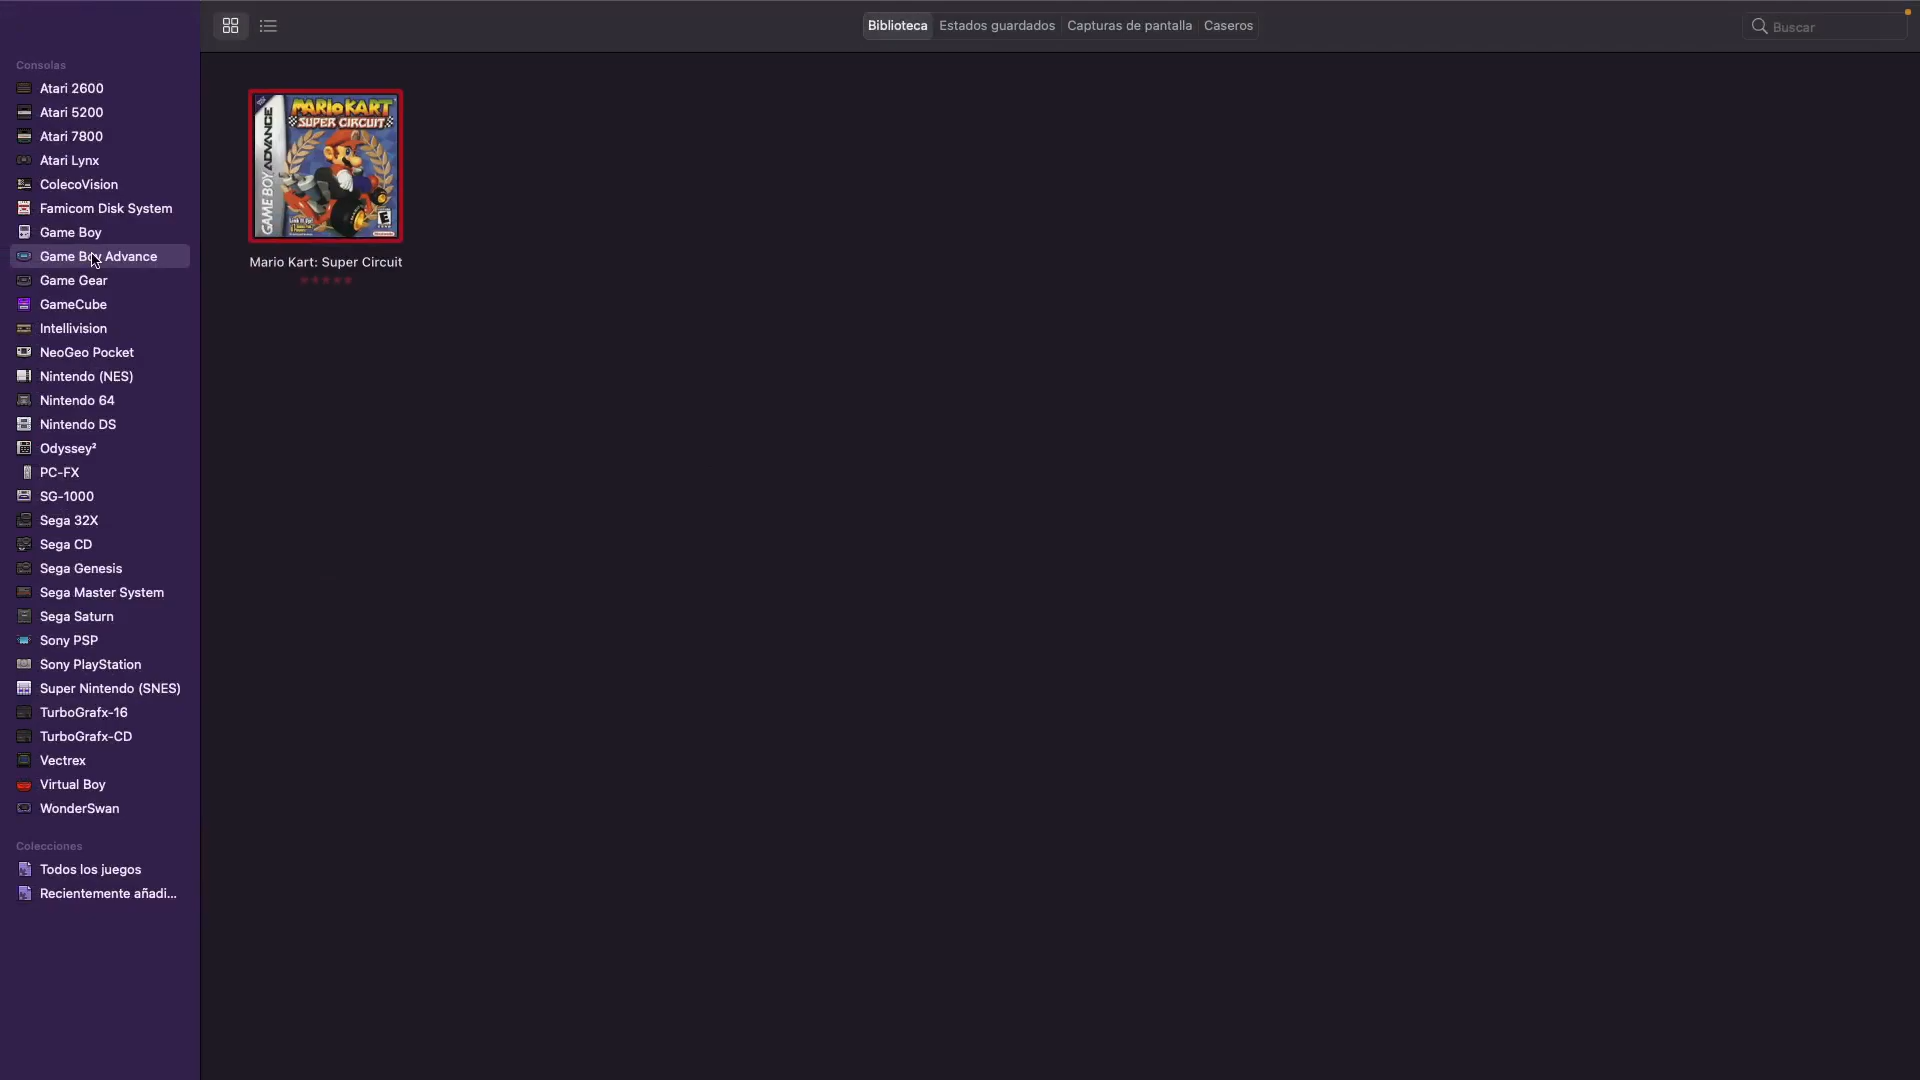 Biblioteca
Estados guardados
Capturas de pantalla
Caseros
Buscar
Consolas
Atari 2600
Atari 5200
Atari 7800
Atari Lynx
ColecoVision
Famicom Disk System
Game Boy
Game Boy Advance
Game Gear
GameCube
Intellivision
NeoGeo Pocket
Nintendo (NES)
Nintendo 64
Nintendo DS
Odyssey²
PC-FX
SG-1000
Sega 32X
Sega CD
Sega Genesis
Sega Master System
Sega Saturn
Sony PSP
Sony PlayStation
Super Nintendo (SNES)
TurboGrafx-16
TurboGrafx-CD
Vectrex
Virtual Boy
WonderSwan
Colecciones
Todos los juegos
Recientemente añadi...
GAME BOY ADVANCE
MARIO KART
SUPER CIRCUIT
E
Mario Kart: Super Circuit